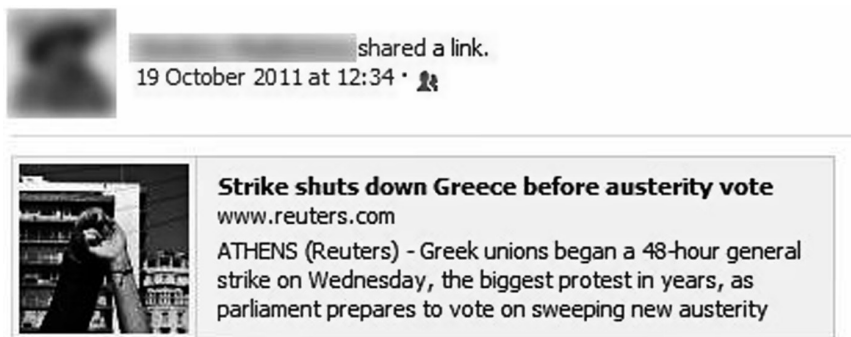 shared a link.
19 October 2011 at 12:34 ·
Strike shuts down Greece before austerity vote
www.reuters.com
ATHENS (Reuters) - Greek unions began a 48-hour general
strike on Wednesday, the biggest protest in years, as
parliament prepares to vote on sweeping new austerity